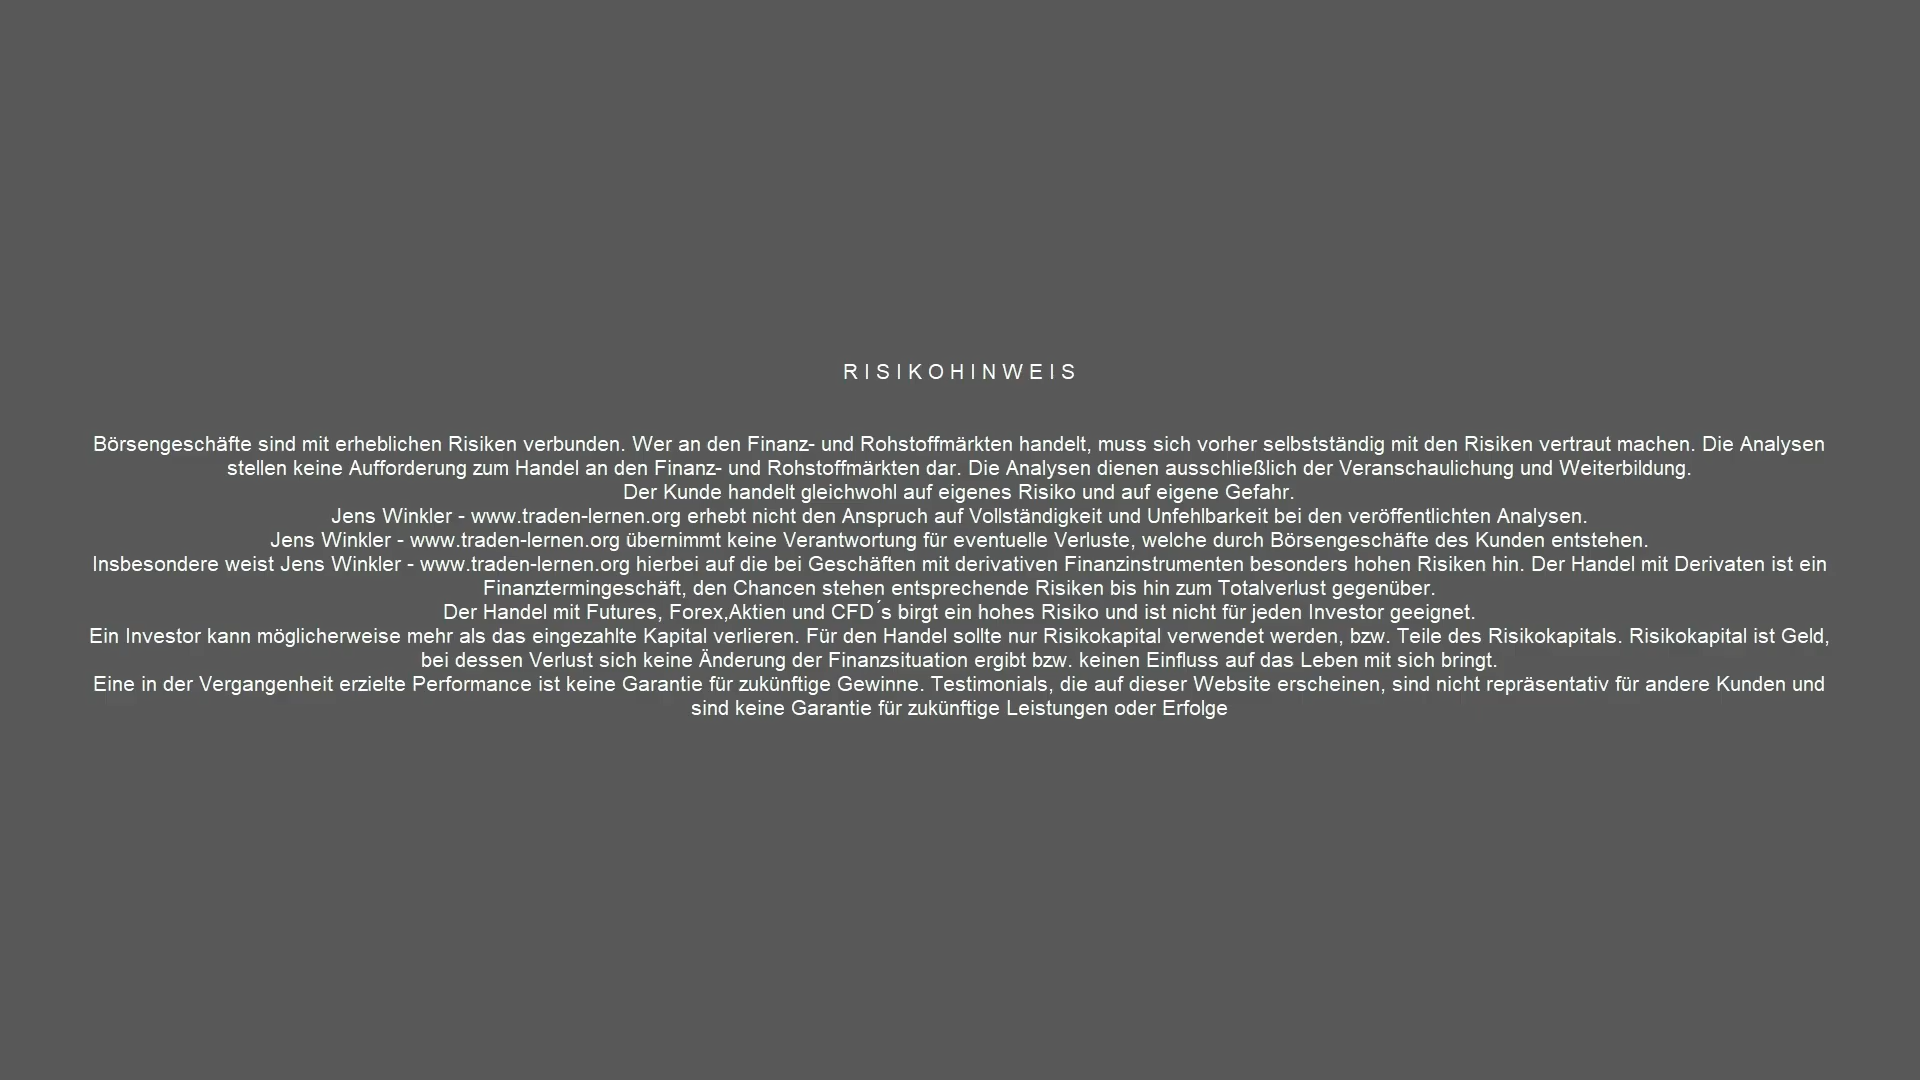 RISIKOHINWEIS
Börsengeschäfte sind mit erheblichen Risiken verbunden. Wer an den Finanz- und Rohstoffmärkten handelt, muss sich vorher selbstständig mit den Risiken vertraut machen. Die Analysen
stellen keine Aufforderung zum Handel an den Finanz- und Rohstoffmärkten dar. Die Analysen dienen ausschließlich der Veranschaulichung und Weiterbildung.
Der Kunde handelt gleichwohl auf eigenes Risiko und auf eigene Gefahr.
Jens Winkler - www.traden-lernen.org erhebt nicht den Anspruch auf Vollständigkeit und Unfehlbarkeit bei den veröffentlichten Analysen.
Jens Winkler - www.traden-lernen.org übernimmt keine Verantwortung für eventuelle Verluste, welche durch Börsengeschäfte des Kunden entstehen.
Insbesondere weist Jens Winkler - www.traden-lernen.org hierbei auf die bei Geschäften mit derivativen Finanzinstrumenten besonders hohen Risiken hin. Der Handel mit Derivaten ist ein
Finanztermingeschäft, den Chancen stehen entsprechende Risiken bis hin zum Totalverlust gegenüber.
Der Handel mit Futures, Forex,Aktien und CFD´s birgt ein hohes Risiko und ist nicht für jeden Investor geeignet.
Ein Investor kann möglicherweise mehr als das eingezahlte Kapital verlieren. Für den Handel sollte nur Risikokapital verwendet werden, bzw. Teile des Risikokapitals. Risikokapital ist Geld,
bei dessen Verlust sich keine Änderung der Finanzsituation ergibt bzw. keinen Einfluss auf das Leben mit sich bringt.
Eine in der Vergangenheit erzielte Performance ist keine Garantie für zukünftige Gewinne. Testimonials, die auf dieser Website erscheinen, sind nicht repräsentativ für andere Kunden und
sind keine Garantie für zukünftige Leistungen oder Erfolge